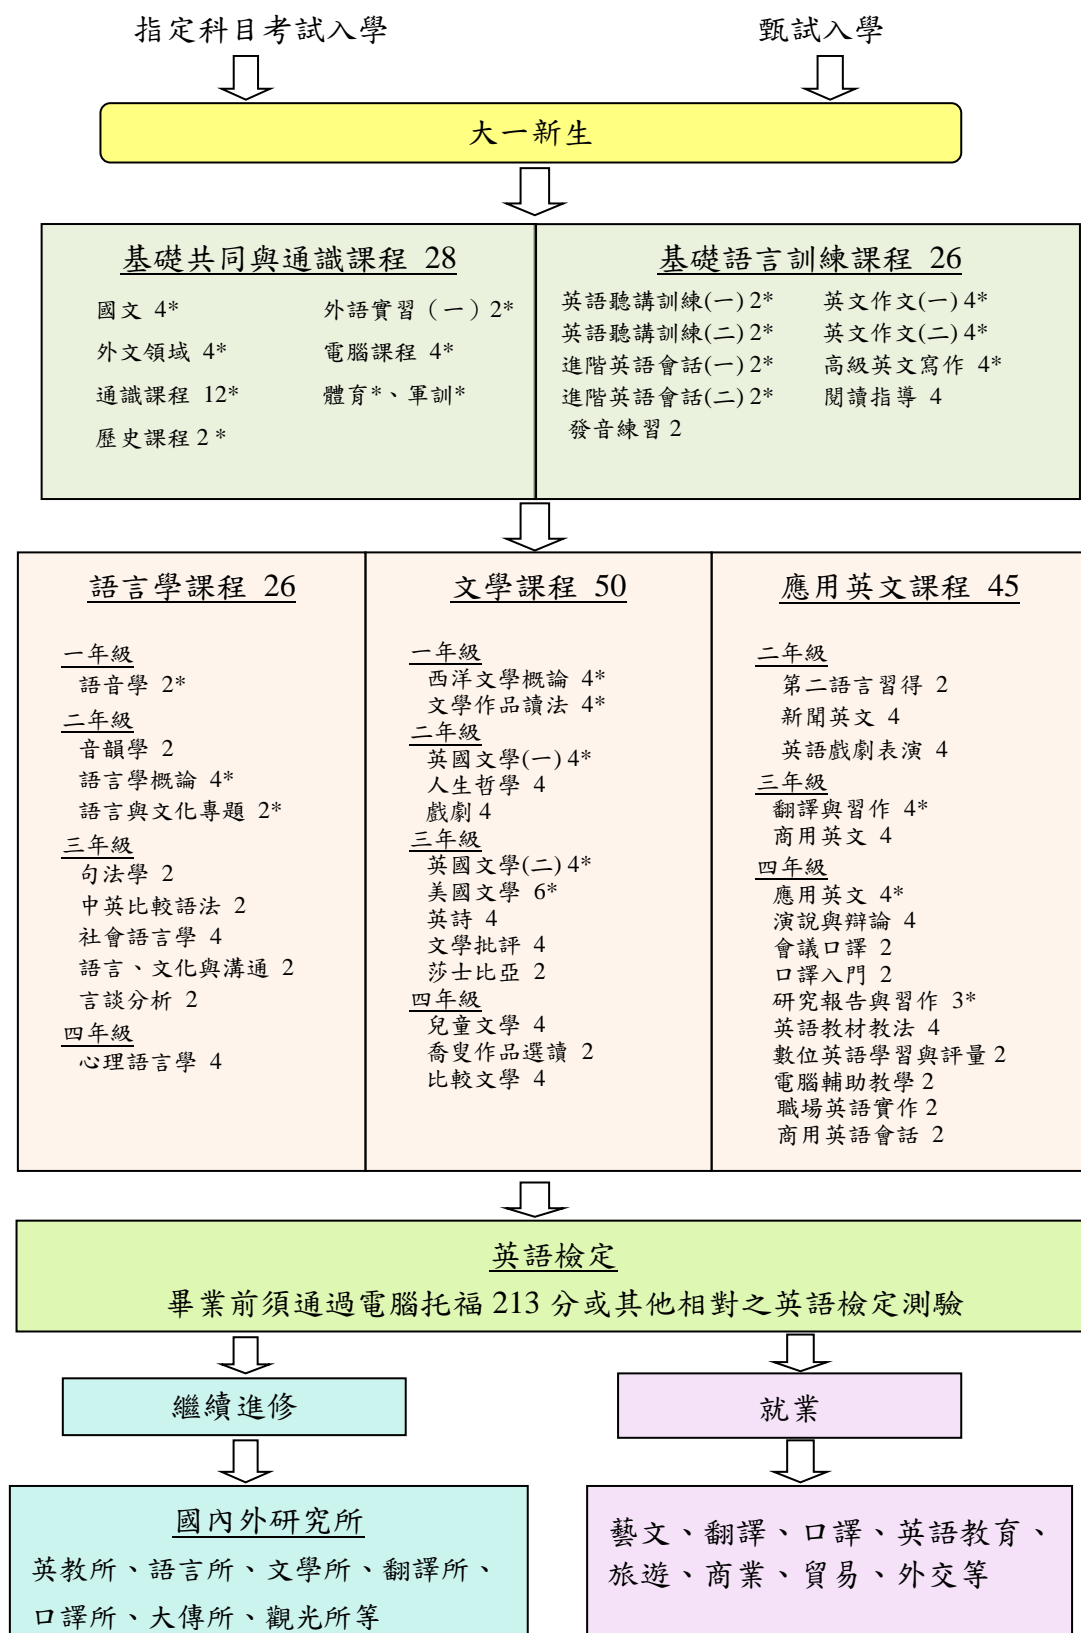 指定科目考試入學
甄試入學
大一新生
基礎共同與通識課程 28
國文 4*
外語實習（一）2*
外文領域 4*
電腦課程 4*
通識課程 12*
體育*、軍訓*
歷史課程 2 *
基礎語言訓練課程 26
英語聽講訓練(一) 2*
英文作文(一) 4*
英語聽講訓練(二) 2*
英文作文(二) 4*
進階英語會話(一) 2*
高級英文寫作 4*
進階英語會話(二) 2*
閱讀指導 4
發音練習 2
語言學課程 26
一年級
語音學 2*
二年級
音韻學 2
語言學概論 4*
語言與文化專題 2*
三年級
句法學 2
中英比較語法 2
社會語言學 4
語言、文化與溝通 2
言談分析 2
四年級
心理語言學 4
文學課程 50
一年級
西洋文學概論 4*
文學作品讀法 4*
二年級
英國文學(一) 4*
人生哲學 4
戲劇 4
三年級
英國文學(二) 4*
美國文學 6*
英詩 4
文學批評 4
莎士比亞 2
四年級
兒童文學 4
喬叟作品選讀 2
比較文學 4
應用英文課程 45
二年級
第二語言習得 2
新聞英文 4
英語戲劇表演 4
三年級
翻譯與習作 4*
商用英文 4
四年級
應用英文 4*
演說與辯論 4
會議口譯 2
口譯入門 2
研究報告與習作 3*
英語教材教法 4
數位英語學習與評量 2
電腦輔助教學 2
職場英語實作 2
商用英語會話 2
英語檢定
畢業前須通過電腦托福 213 分或其他相對之英語檢定測驗
繼續進修
就業
國內外研究所
英教所、語言所、文學所、翻譯所、
口譯所、大傳所、觀光所等
藝文、翻譯、口譯、英語教育、
旅遊、商業、貿易、外交等